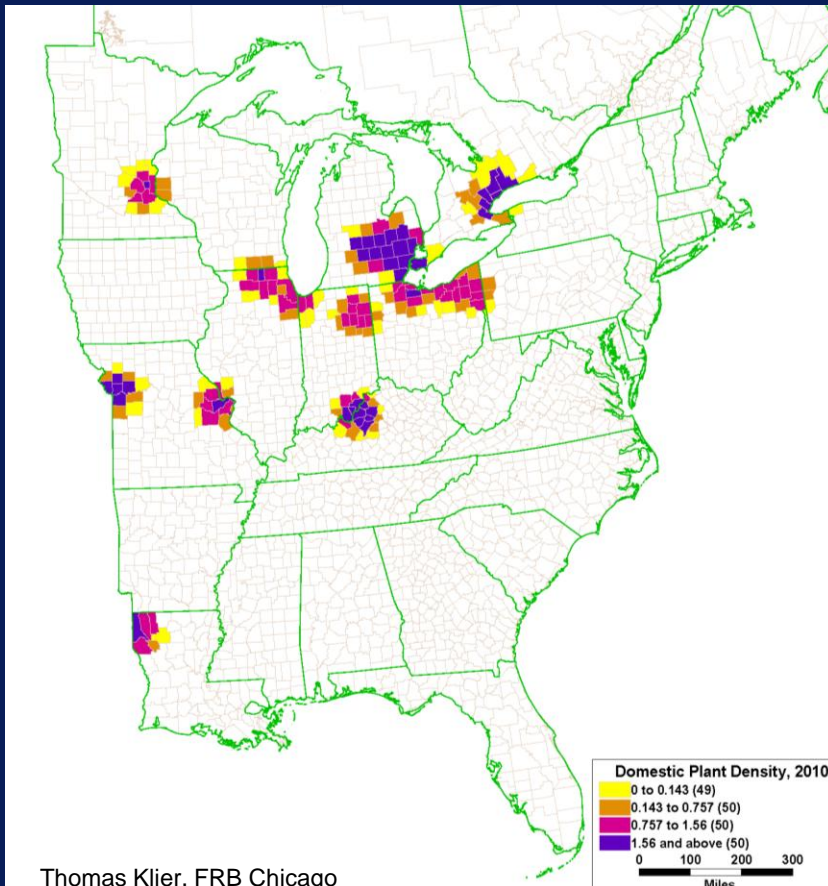 Domestic Plant Density, 2010
0 to 0.143 (49)
0.143 to 0.757 (50)
0.757 to 1.56 (50)
1.56 and above (50)
0 100 200 300
Miles
Thomas Klier, FRB Chicago